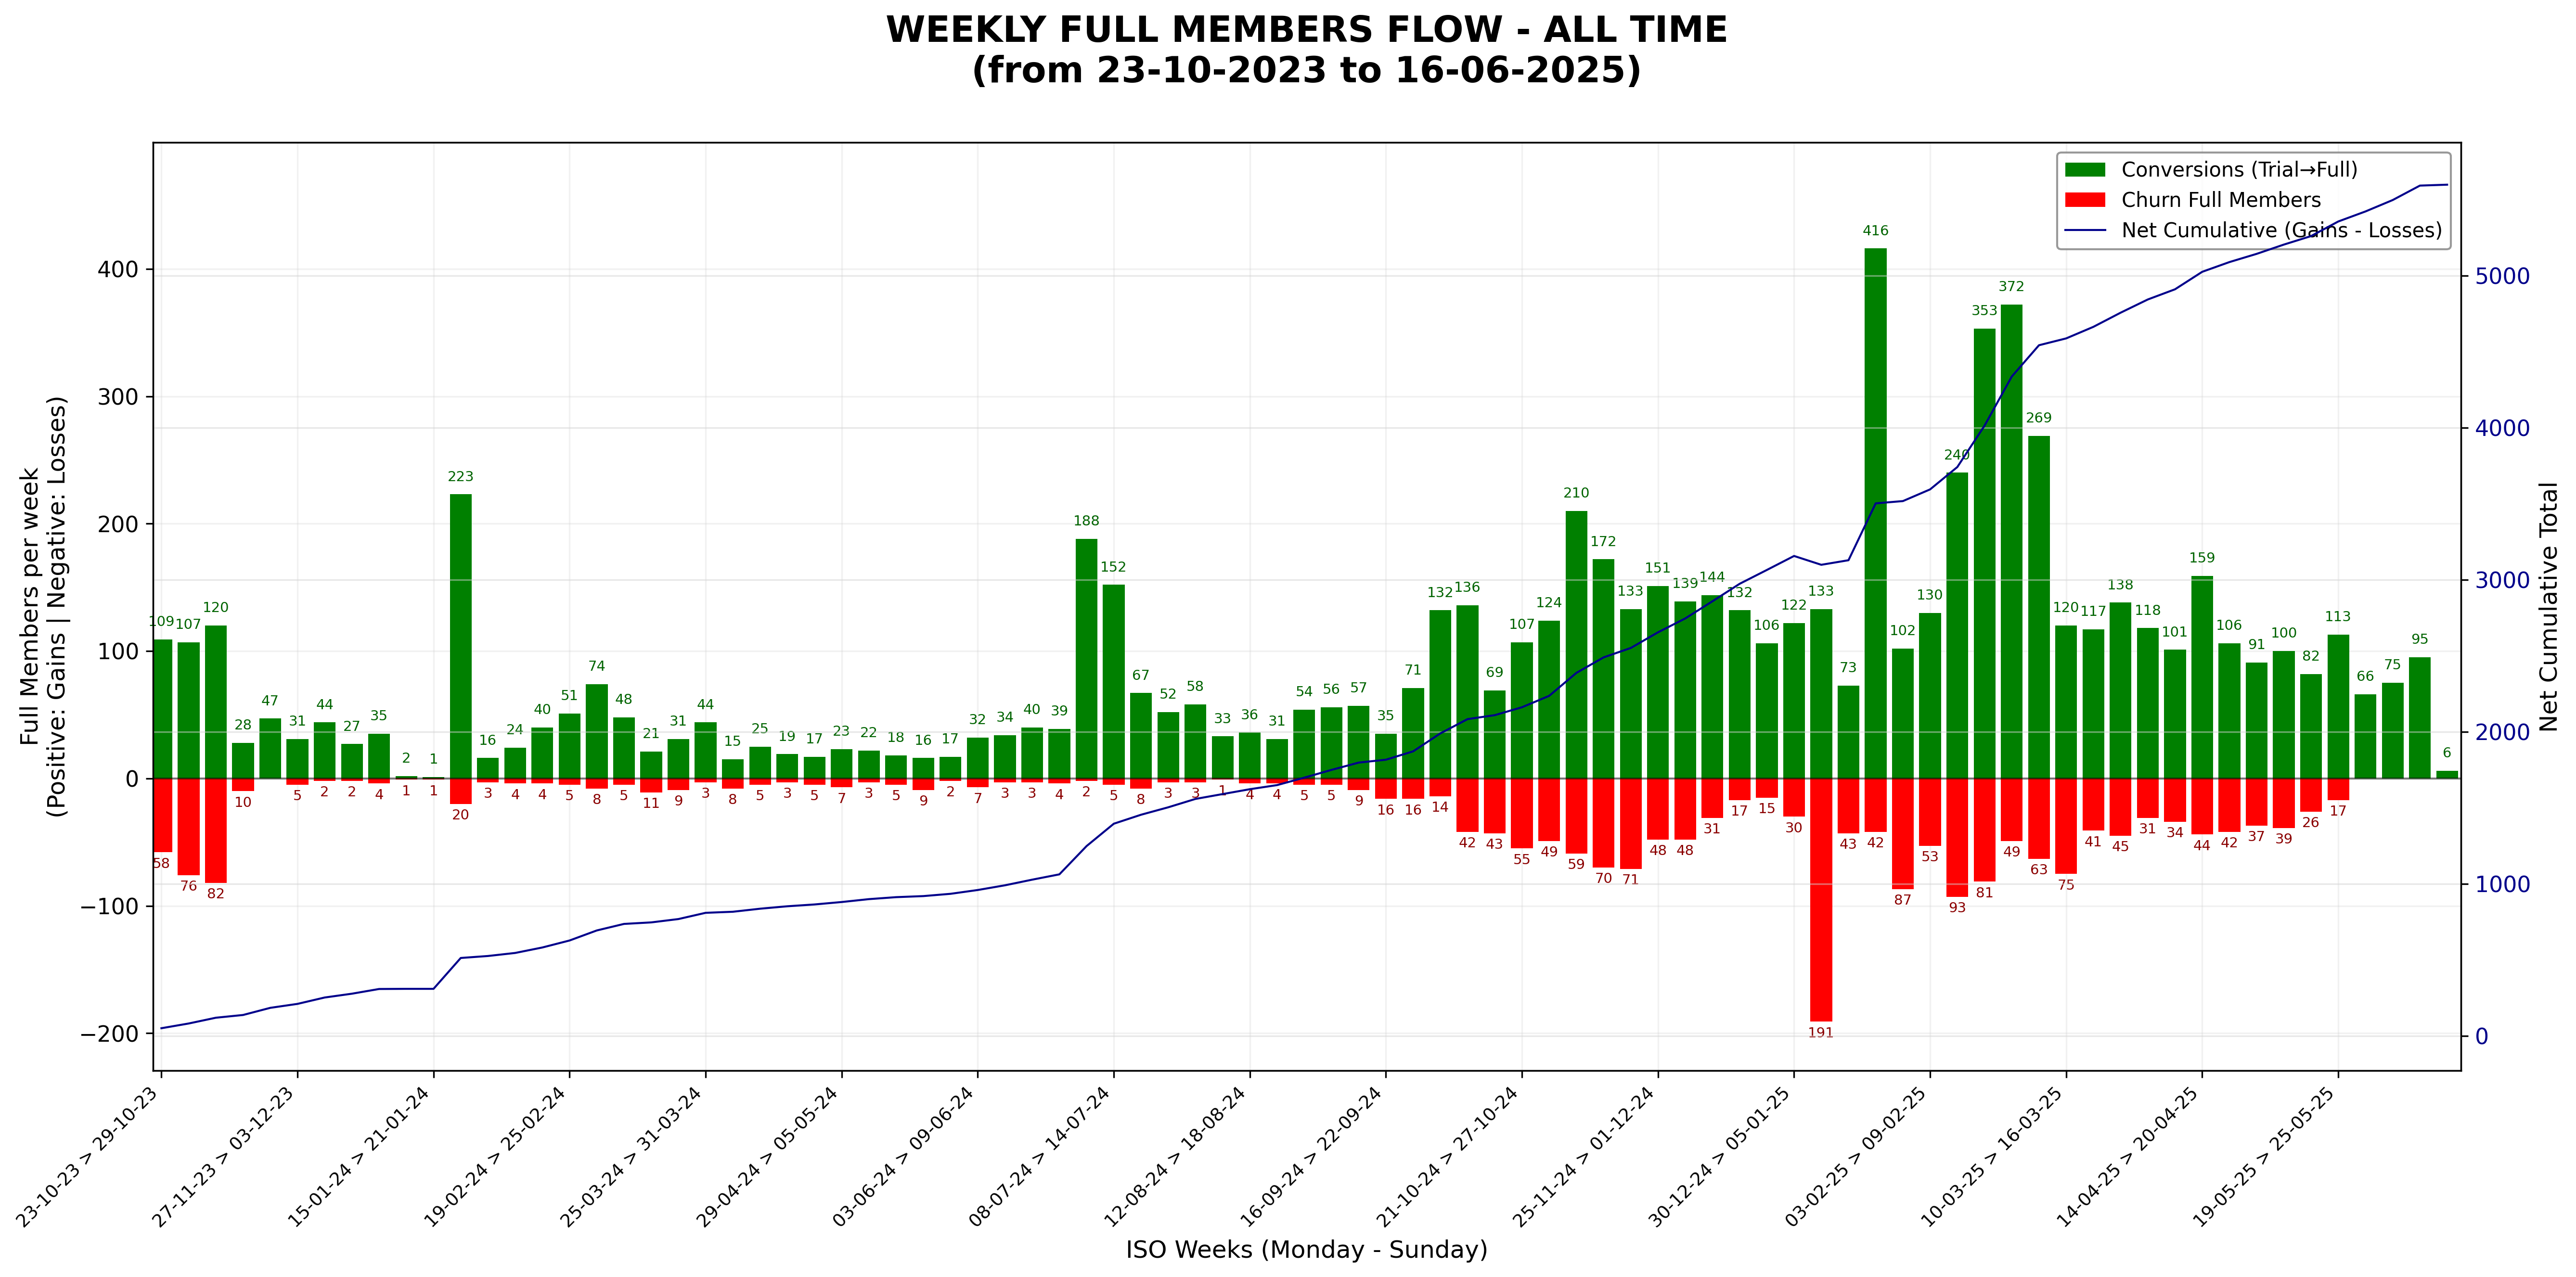 WEEKLY FULL MEMBERS FLOW - ALL TIME
(from 23-10-2023 to 16-06-2025)
Conversions (Trial→Full)
Churn Full Members
Net Cumulative (Gains - Losses)
Full Members per week
(Positive: Gains | Negative: Losses)
400
300
200
100
0
−100
−200
Net Cumulative Total
5000
4000
3000
2000
1000
0
109 107 120 28 47 31 44 27 35 2 1 223 16 24 40 51 74 48 21 31 44 15 25 19 17 23 22 18 16 17 32 34 40 39 188 152 67 52 58 33 36 31 54 56 57 35 71 132 136 69 107 124 210 172 133 151 139 144 132 106 122 133 73 416 102 130 240 353 372 269 120 117 138 118 101 159 106 91 100 82 113 66 75 95 6
58 76 82 10 5 2 2 4 1 1 20 3 4 4 5 8 5 11 9 3 8 5 3 5 7 3 5 9 2 7 3 3 4 2 5 8 3 3 1 4 4 5 5 9 16 16 14 42 43 55 49 59 70 71 48 48 31 17 15 30 191 43 42 87 53 93 81 49 63 75 41 45 31 34 44 42 37 39 26 17
23-10-23 > 29-10-23
27-11-23 > 03-12-23
15-01-24 > 21-01-24
19-02-24 > 25-02-24
25-03-24 > 31-03-24
29-04-24 > 05-05-24
03-06-24 > 09-06-24
08-07-24 > 14-07-24
12-08-24 > 18-08-24
16-09-24 > 22-09-24
21-10-24 > 27-10-24
25-11-24 > 01-12-24
30-12-24 > 05-01-25
03-02-25 > 09-02-25
10-03-25 > 16-03-25
14-04-25 > 20-04-25
19-05-25 > 25-05-25
ISO Weeks (Monday - Sunday)